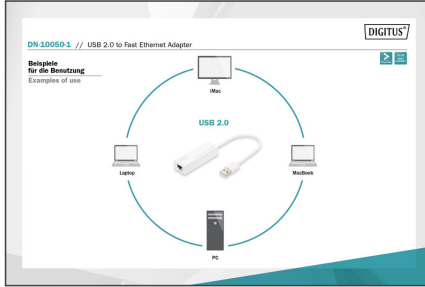 DIGITUS®
DN-10050-1 // USB 2.0 to Fast Ethernet Adapter
Beispiele
für die Benutzung
Examples of use
iMac
USB 2.0
Laptop
MacBook
PC